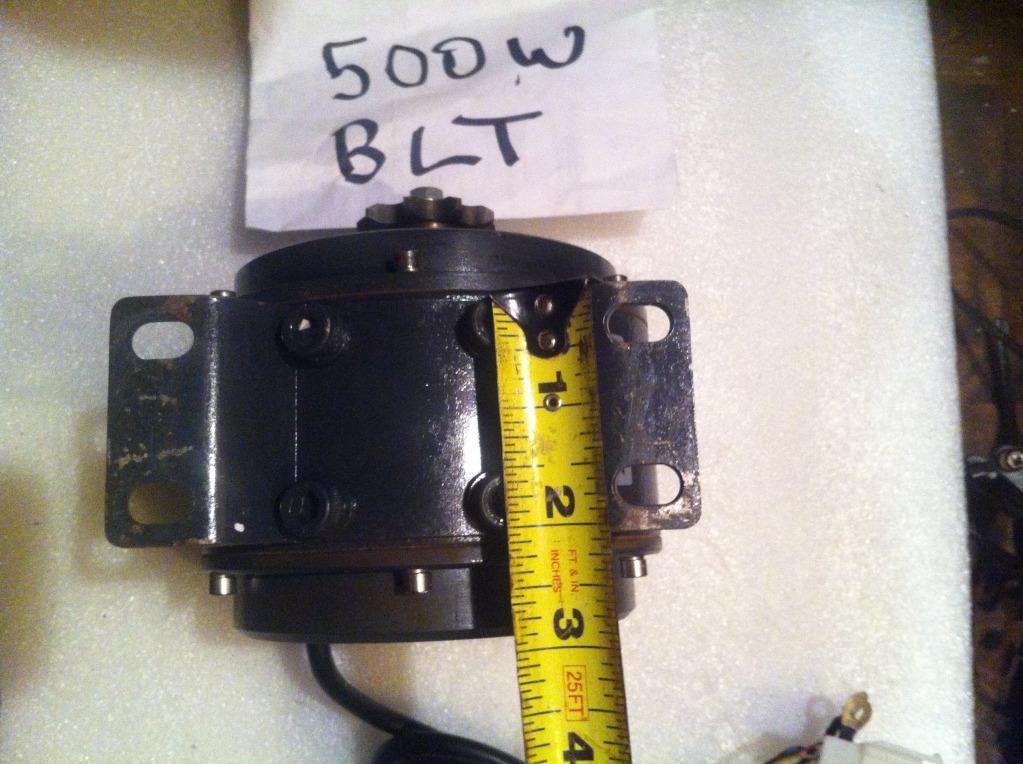 500W
BLT
1
2
FT. & IN.
INCHES
3
25FT
4